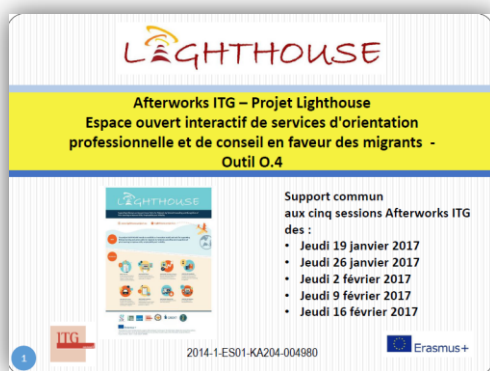 LIGHTHOUSE
Afterworks ITG – Projet Lighthouse
Espace ouvert interactif de services d'orientation
professionnelle et de conseil en faveur des migrants -
Outil O.4
LIGHTHOUSE
Support commun
aux cinq sessions Afterworks ITG
des :
• Jeudi 19 janvier 2017
• Jeudi 26 janvier 2017
• Jeudi 2 février 2017
• Jeudi 9 février 2017
• Jeudi 16 février 2017
1
ITG
2014-1-ES01-KA204-004980
Erasmus+